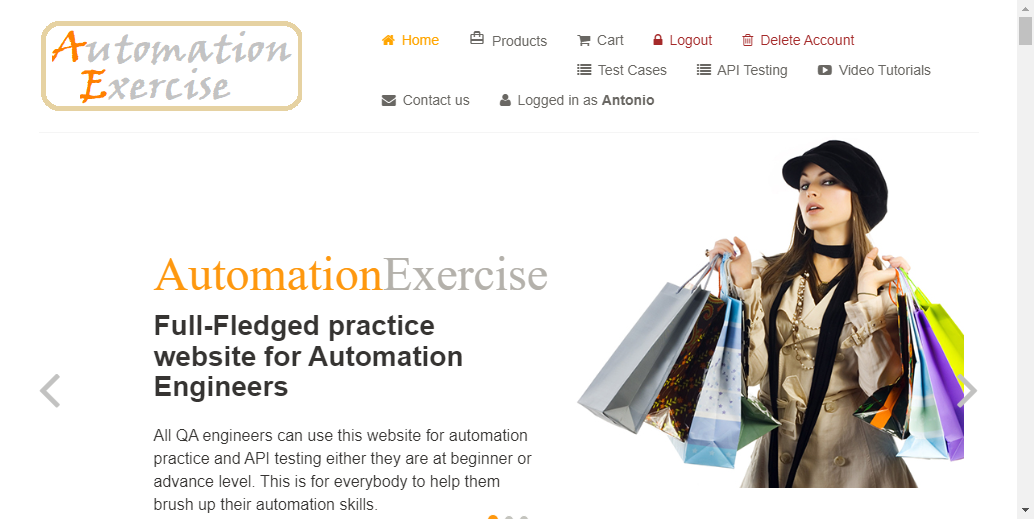 Automation
Exercise
Home Products Cart Logout Delete Account
Test Cases API Testing Video Tutorials
Contact us Logged in as Antonio
AutomationExercise
Full-Fledged practice
website for Automation
Engineers
All QA engineers can use this website for automation
practice and API testing either they are at beginner or
advance level. This is for everybody to help them
brush up their automation skills.